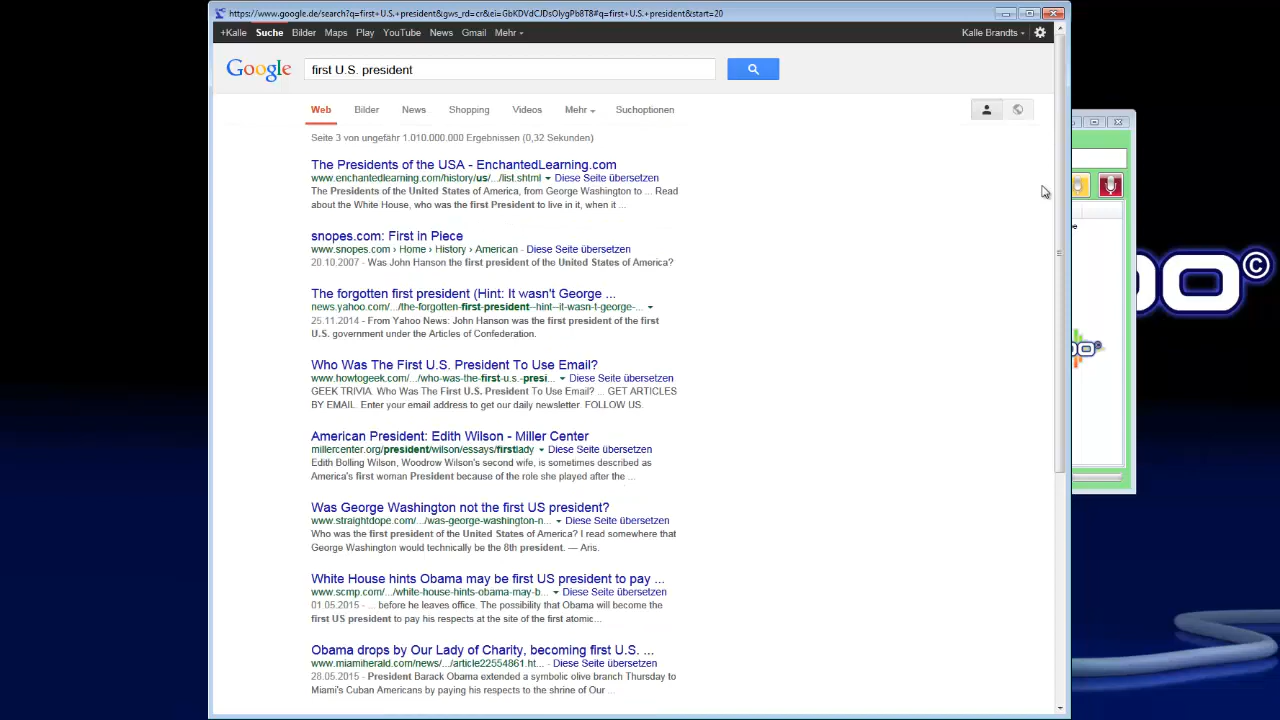 https://www.google.de/search?q=first+U.S.+president&gws_rd=cr&ei=GbKDVdCJDsOlygPb8T8#q=first+U.S.+president&start=20
+Kalle Suche Bilder Maps Play YouTube News Gmail Mehr
Kalle Brandts
Google
first U.S. president
Web Bilder News Shopping Videos Mehr Suchoptionen
Seite 3 von ungefähr 1.010.000.000 Ergebnissen (0,32 Sekunden)
The Presidents of the USA - EnchantedLearning.com
www.enchantedlearning.com/history/us/.../list.shtml Diese Seite übersetzen
The Presidents of the United States of America, from George Washington to ... Read
about the White House, who was the first President to live in it, when it ...
snopes.com: First in Piece
www.snopes.com › Home › History › American - Diese Seite übersetzen
20.10.2007 - Was John Hanson the first president of the United States of America?
The forgotten first president (Hint: It wasn't George ...
news.yahoo.com/.../the-forgotten-first-president--hint--it-wasn-t-george-...
25.11.2014 - From Yahoo News: John Hanson was the first president of the first
U.S. government under the Articles of Confederation.
Who Was The First U.S. President To Use Email?
www.howtogeek.com/.../who-was-the-first-u.s.-presi... Diese Seite übersetzen
GEEK TRIVIA. Who Was The First U.S. President To Use Email? ... GET ARTICLES
BY EMAIL. Enter your email address to get our daily newsletter. FOLLOW US.
American President: Edith Wilson - Miller Center
millercenter.org/president/wilson/essays/firstlady Diese Seite übersetzen
Edith Bolling Wilson, Woodrow Wilson's second wife, is sometimes described as
America's first woman President because of the role she played after the ...
Was George Washington not the first US president?
www.straightdope.com/.../was-george-washington-n... Diese Seite übersetzen
Who was the first president of the United States of America? I read somewhere that
George Washington would technically be the 8th president. — Aris.
White House hints Obama may be first US president to pay ...
www.scmp.com/.../white-house-hints-obama-may-b... Diese Seite übersetzen
01.05.2015 - ... before he leaves office. The possibility that Obama will become the
first US president to pay his respects at the site of the first atomic...
Obama drops by Our Lady of Charity, becoming first U.S. ...
www.miamiherald.com/news/.../article22554861.ht... - Diese Seite übersetzen
28.05.2015 - President Barack Obama extended a symbolic olive branch Thursday to
Miami's Cuban Americans by paying his respects to the shrine of Our ...